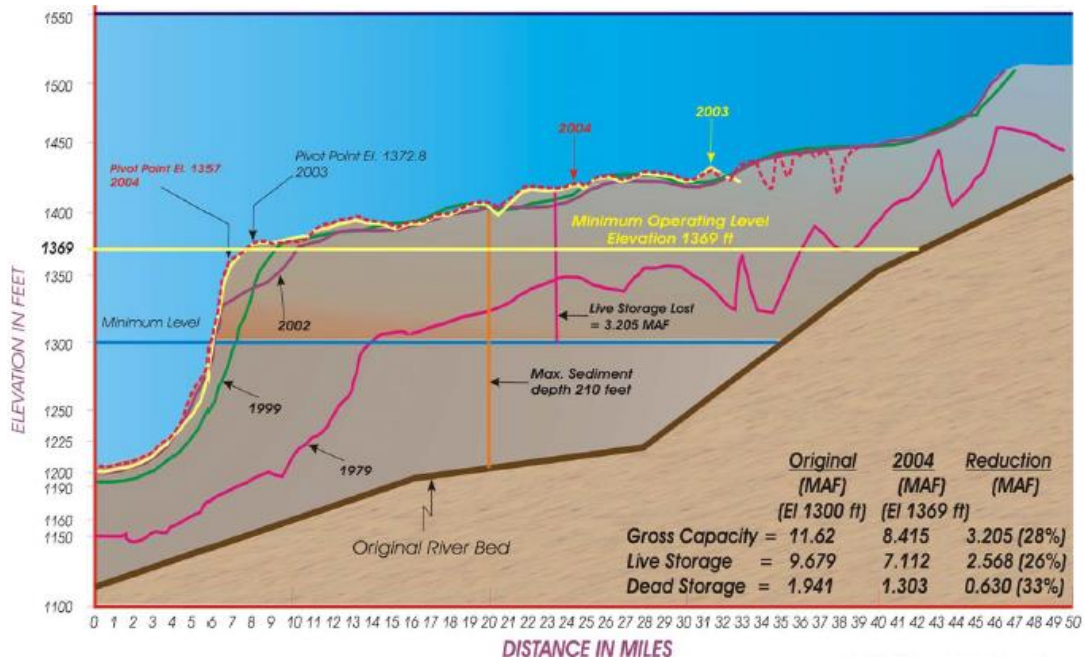 1550
1500
1450
1400
1369
1350
1300
1250
1225
1200
1190
1160
1150
1100
ELEVATION IN FEET
Pivot Point El. 1357
2004
Pivot Point El. 1372.8
2003
2004
2003
Minimum Operating Level
Elevation 1369 ft
Minimum Level
2002
Live Storage Lost
= 3.205 MAF
Max. Sediment
depth 210 feet
1999
1979
Original River Bed
Original 2004 Reduction
(MAF) (MAF) (MAF)
(El 1300 ft) (El 1369 ft)
Gross Capacity = 11.62 8.415 3.205 (28%)
Live Storage = 9.679 7.112 2.568 (26%)
Dead Storage = 1.941 1.303 0.630 (33%)
0 1 2 3 4 5 6 7 8 9 10 11 12 13 14 15 16 17 18 19 20 21 22 23 24 25 26 27 28 29 30 31 32 33 34 35 36 37 38 39 40 41 42 43 44 45 46 47 48 49 50
DISTANCE IN MILES